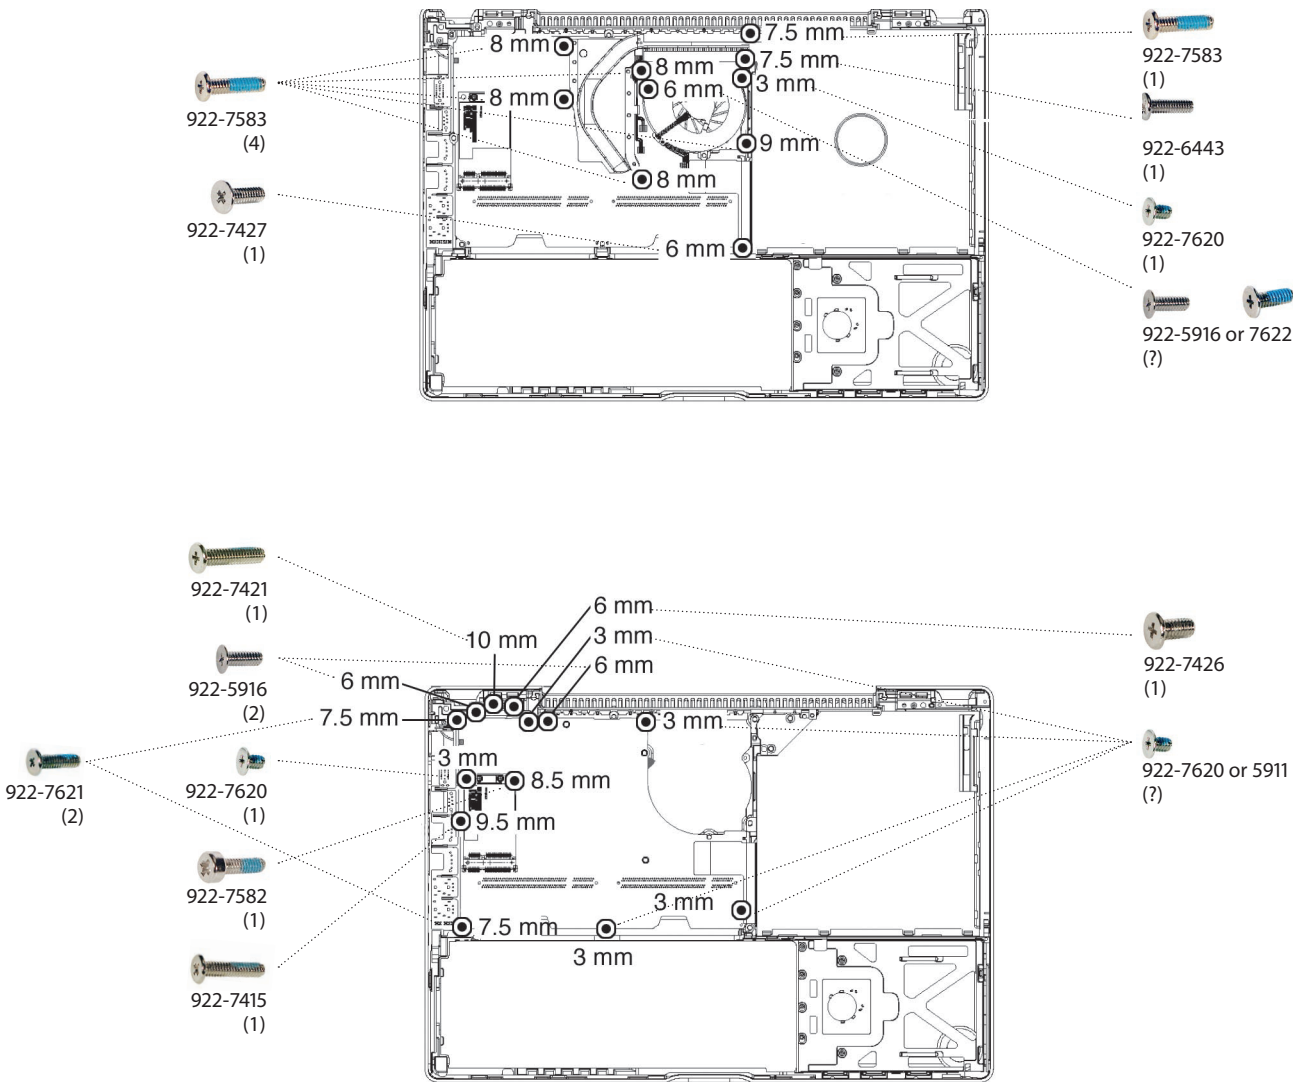 8 mm
7.5 mm
922-7583
(1)
8 mm
7.5 mm
3 mm
6 mm
8 mm
922-7583
(4)
922-6443
(1)
9 mm
8 mm
922-7427
(1)
6 mm
922-7620
(1)
922-5916 or 7622
(?)
922-7421
(1)
6 mm
3 mm
10 mm
6 mm
922-7426
(1)
922-5916
(2)
6 mm
7.5 mm
3 mm
3 mm
922-7621
(2)
922-7620
(1)
8.5 mm
922-7620 or 5911
(?)
9.5 mm
922-7582
(1)
3 mm
7.5 mm
3 mm
922-7415
(1)